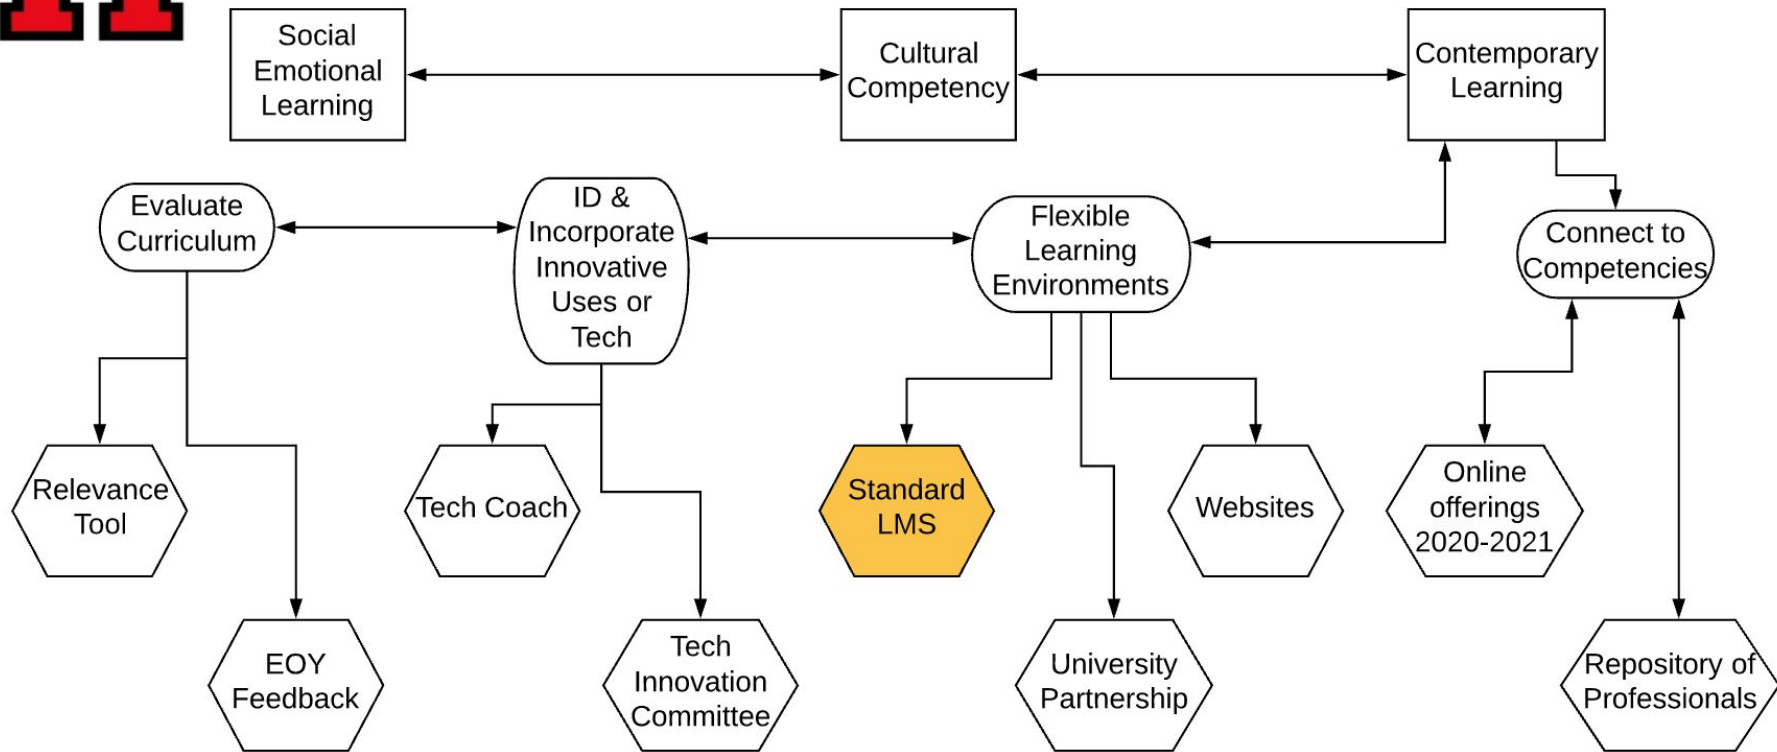 Social
Emotional
Learning
Cultural
Competency
Contemporary
Learning
Evaluate
Curriculum
ID &
Incorporate
Innovative
Uses or
Tech
Flexible
Learning
Environments
Connect to
Competencies
Relevance
Tool
Tech Coach
Standard
LMS
Websites
Online
offerings
2020-2021
EOY
Feedback
Tech
Innovation
Committee
University
Partnership
Repository of
Professionals